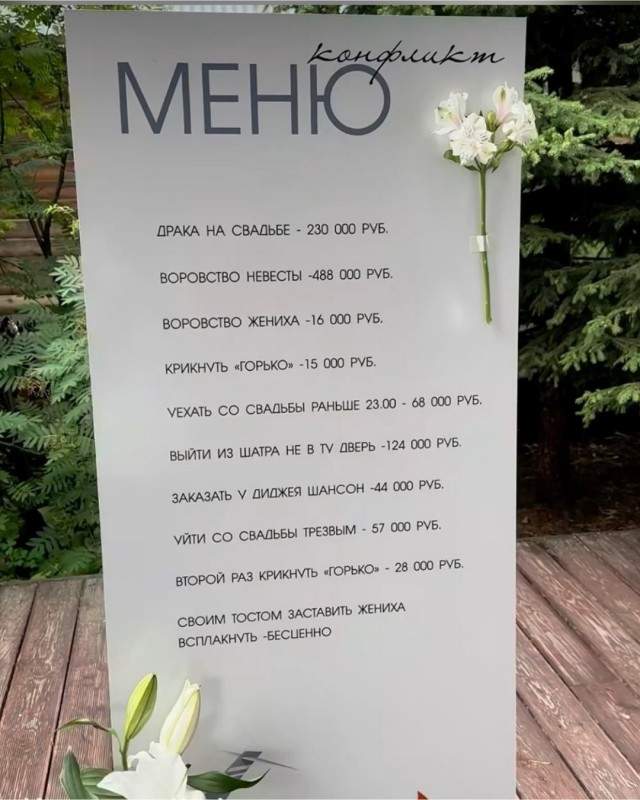 конфликт
МЕНЮ
ДРАКА НА СВАДЬБЕ - 230 000 РУБ.
ВОРОВСТВО НЕВЕСТЫ -488 000 РУБ.
ВОРОВСТВО ЖЕНИХА -16 000 РУБ.
КРИКНУТЬ «ГОРЬКО» -15 000 РУБ.
УЕХАТЬ СО СВАДЬБЫ РАНЬШЕ 23.00 - 68 000 РУБ.
ВЫЙТИ ИЗ ШАТРА НЕ В TV ДВЕРЬ -124 000 РУБ.
ЗАКАЗАТЬ У ДИДЖЕЯ ШАНСОН -44 000 РУБ.
УЙТИ СО СВАДЬБЫ ТРЕЗВЫМ - 57 000 РУБ.
ВТОРОЙ РАЗ КРИКНУТЬ «ГОРЬКО» - 28 000 РУБ.
СВОИМ ТОСТОМ ЗАСТАВИТЬ ЖЕНИХА
ВСПЛАКНУТЬ -БЕСЦЕННО